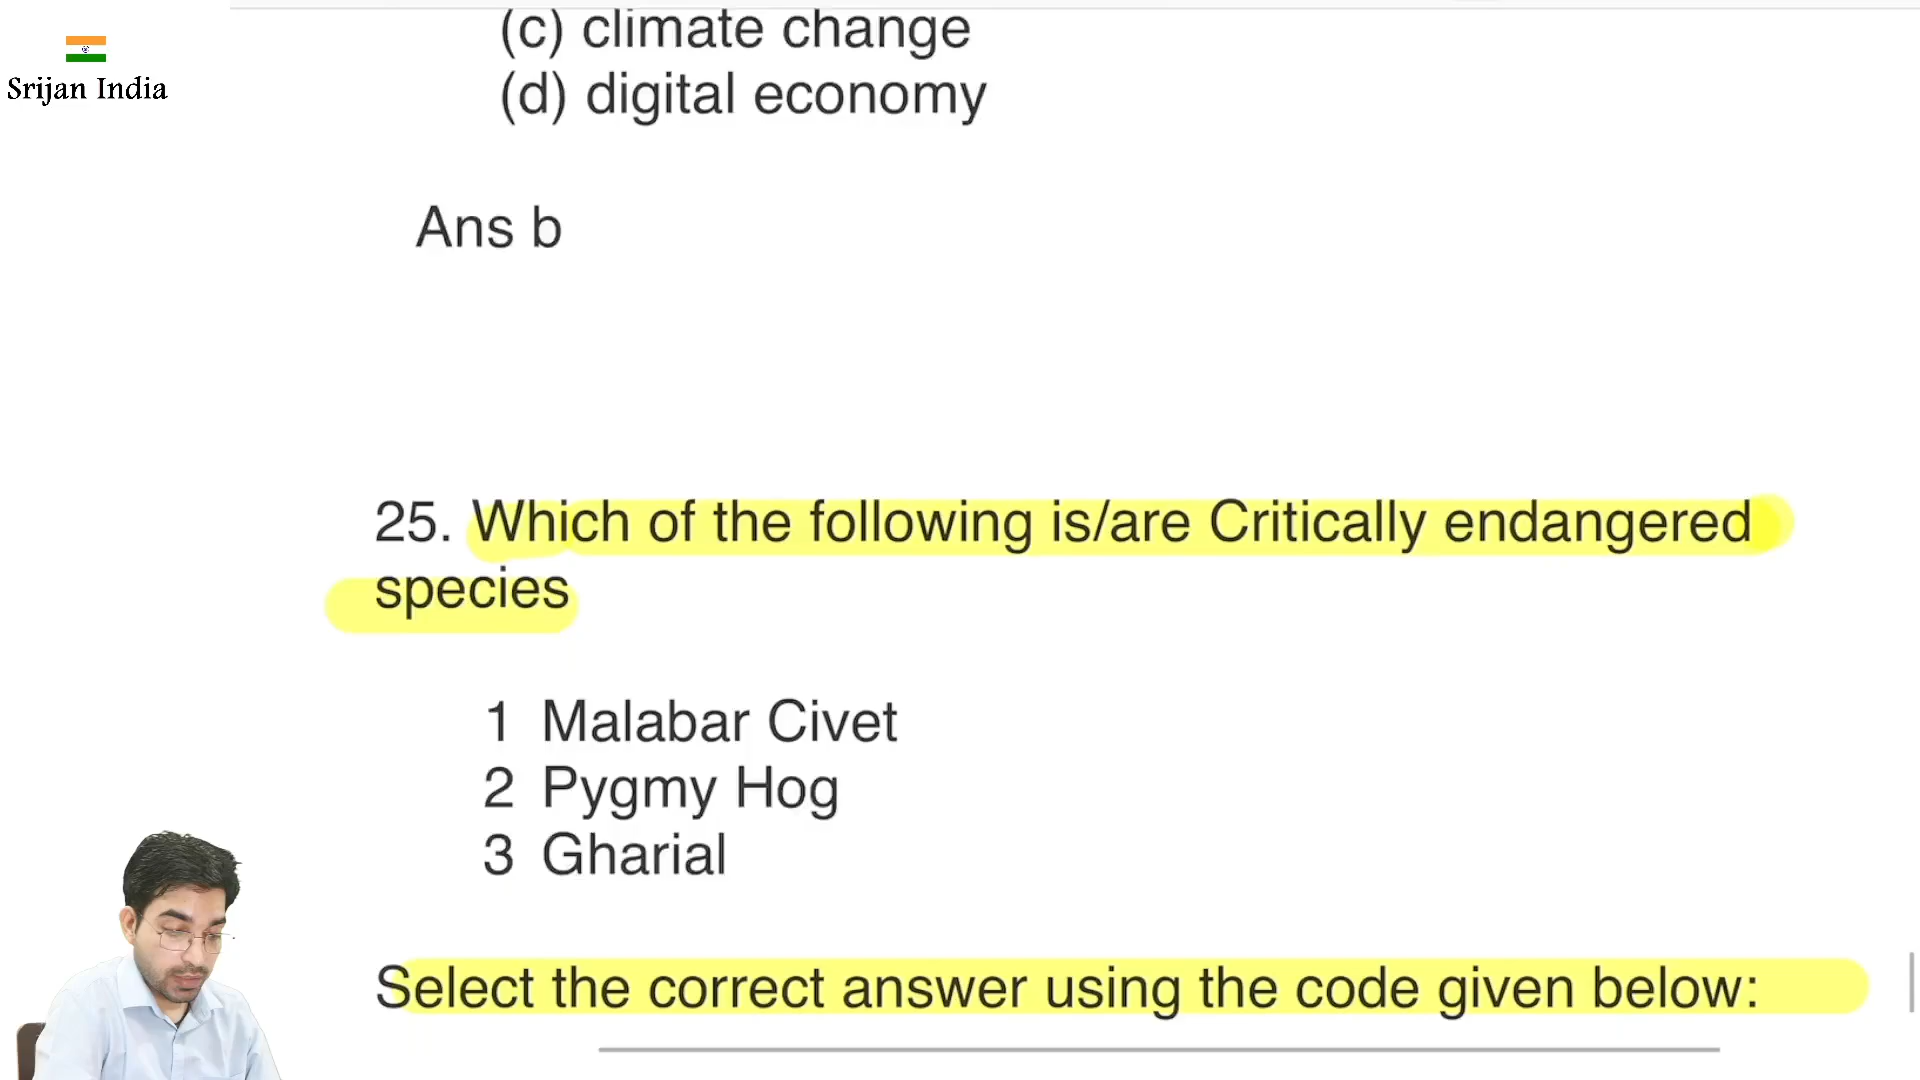 (c) climate change
Srijan India
(d) digital economy
Ans b
25. Which of the following is/are Critically endangered
species
1 Malabar Civet
2 Pygmy Hog
3 Gharial
Select the correct answer using the code given below: